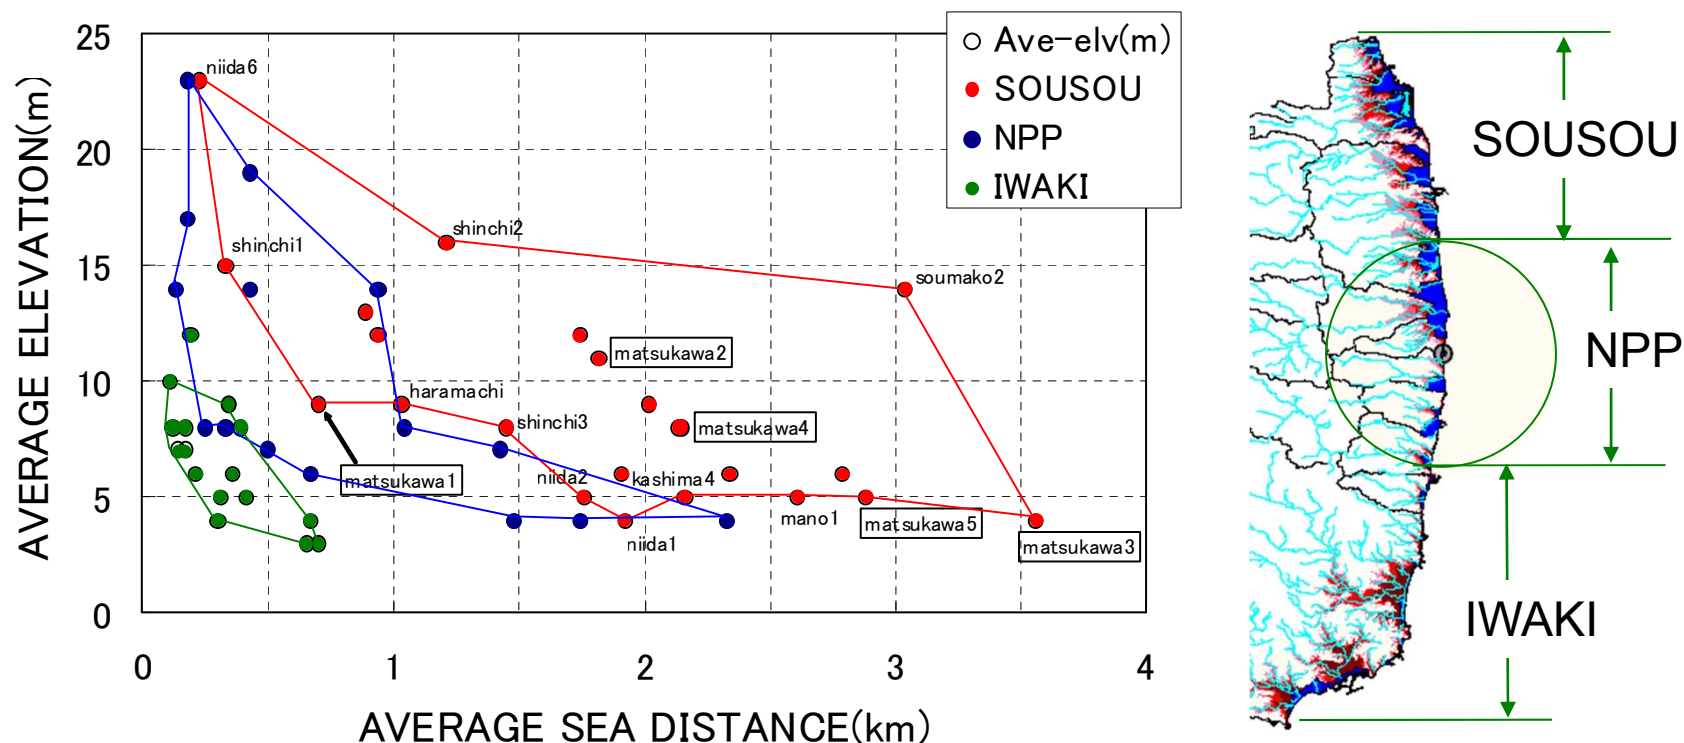 25
20
15
10
5
0
0
1
2
3
4
AVERAGE ELEVATION(m)
AVERAGE SEA DISTANCE(km)
Ave-elv(m)
SOUSOU
NPP
IWAKI
niida6
shinchi2
shinchi1
soumako2
matsukawa2
haramachi
shinchi3
matsukawa4
matsukawa1
niida2
kashima4
mano1
matsukawa5
niida1
matsukawa3
SOUSOU
NPP
IWAKI